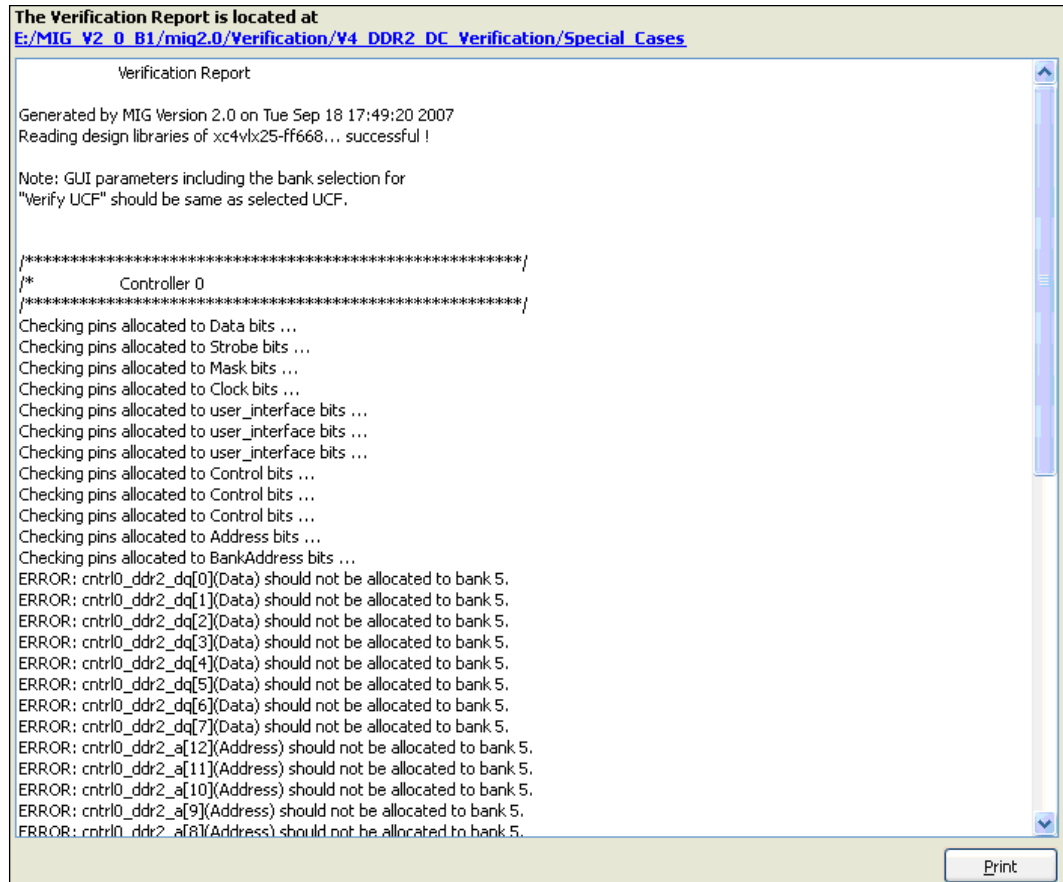 The Verification Report is located at
E:/MIG_V2_0_B1/mig2.0/Verification/V4_DDR2_DC_Verification/Special_Cases
Verification Report
Generated by MIG Version 2.0 on Tue Sep 18 17:49:20 2007
Reading design libraries of xc4vlx25-ff668... successful !
Note: GUI parameters including the bank selection for
"Verify UCF" should be same as selected UCF.
/*******************************************************/
/* Controller 0
/*******************************************************/
Checking pins allocated to Data bits ...
Checking pins allocated to Strobe bits ...
Checking pins allocated to Mask bits ...
Checking pins allocated to Clock bits ...
Checking pins allocated to user_interface bits ...
Checking pins allocated to user_interface bits ...
Checking pins allocated to user_interface bits ...
Checking pins allocated to Control bits ...
Checking pins allocated to Control bits ...
Checking pins allocated to Control bits ...
Checking pins allocated to Address bits ...
Checking pins allocated to BankAddress bits ...
ERROR: cntrl0_ddr2_dq[0](Data) should not be allocated to bank 5.
ERROR: cntrl0_ddr2_dq[1](Data) should not be allocated to bank 5.
ERROR: cntrl0_ddr2_dq[2](Data) should not be allocated to bank 5.
ERROR: cntrl0_ddr2_dq[3](Data) should not be allocated to bank 5.
ERROR: cntrl0_ddr2_dq[4](Data) should not be allocated to bank 5.
ERROR: cntrl0_ddr2_dq[5](Data) should not be allocated to bank 5.
ERROR: cntrl0_ddr2_dq[6](Data) should not be allocated to bank 5.
ERROR: cntrl0_ddr2_dq[7](Data) should not be allocated to bank 5.
ERROR: cntrl0_ddr2_a[12](Address) should not be allocated to bank 5.
ERROR: cntrl0_ddr2_a[11](Address) should not be allocated to bank 5.
ERROR: cntrl0_ddr2_a[10](Address) should not be allocated to bank 5.
ERROR: cntrl0_ddr2_a[9](Address) should not be allocated to bank 5.
ERROR: cntrl0_ddr2_a[8](Address) should not be allocated to bank 5.
Print